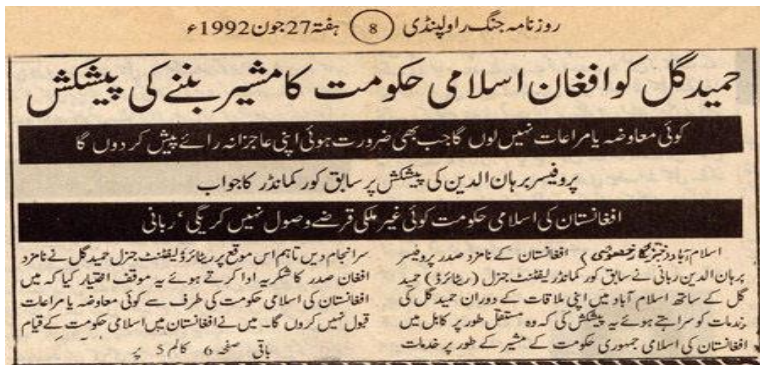 روزنامہ جنگ راولپنڈی (8) ہفتہ 27 جون 1992ء
حمید گل کو افغان اسلامی حکومت کا مشیر بننے کی پیشکش
کوئی معاوضہ یا مراعات نہیں لوں گا جب بھی ضرورت ہوئی اپنی عاجزانہ رائے پیش کر دوں گا
پروفیسر برہان الدین کی پیشکش پر سابق کور کمانڈر کا جواب
افغانستان کی اسلامی حکومت کوئی غیر ملکی قرضے وصول نہیں کریگی، ربانی
اسلام آباد ( خصوصی) افغانستان کے نامزد صدر پروفیسر
برہان الدین ربانی نے سابق کور کمانڈر لیفٹننٹ جنرل (ریٹائرڈ) حمید
گل کے ساتھ اسلام آباد میں اپنی ملاقات کے دوران حمید گل کی
خدمات کو سراہتے ہوئے یہ پیشکش کی کہ وہ مستقل طور پر کابل میں
افغانستان کی اسلامی جمہوری حکومت کے مشیر کے طور پر خدمات
سرانجام دیں تاہم اس موقع پر ریٹائرڈ لیفٹننٹ جنرل حمید گل نے نامزد
افغان صدر کا شکریہ ادا کرتے ہوئے یہ موقف اختیار کیا کہ میں
افغانستان کی اسلامی حکومت کی طرف سے کوئی معاوضہ یا مراعات
قبول نہیں کروں گا۔ میں نے افغانستان میں اسلامی حکومت کے قیام
باقی صفحہ 6 کالم 5 پر